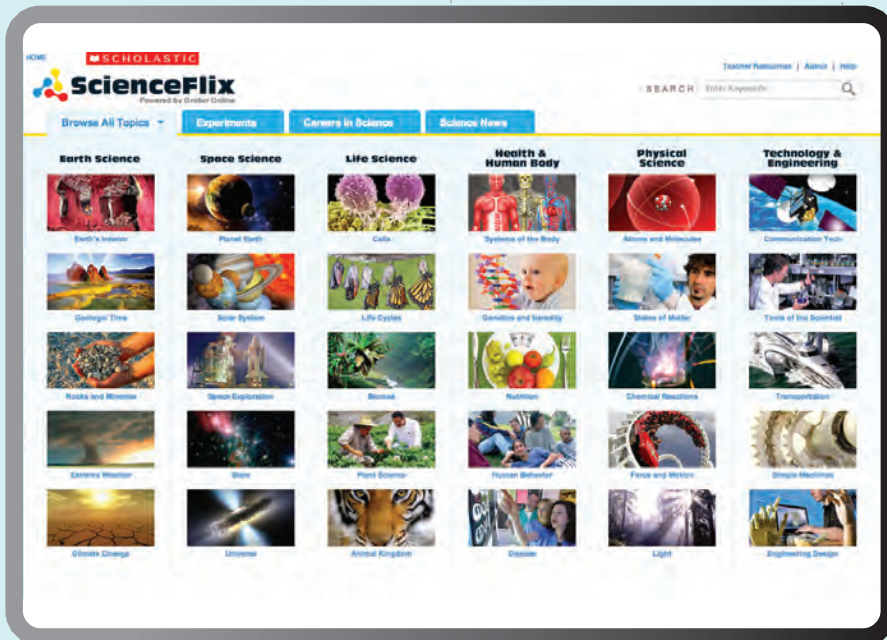 HOME
SCHOLASTIC
ScienceFlix
Powered by Grolier Online
Teacher Resources | About | Help
SEARCH Enter Keywords
Browse All Topics
Experiments
Careers in Science
Science News
Earth Science
Space Science
Life Science
Health &
Human Body
Physical
Science
Technology &
Engineering
Earth's Interior
Planet Earth
Cells
Systems of the Body
Atoms and Molecules
Communication Tech
Geologic Time
Solar System
Life Cycles
Genetics and Heredity
States of Matter
Tools of the Scientist
Rocks and Minerals
Space Exploration
Biomes
Nutrition
Chemical Reactions
Transportation
Extreme Weather
Stars
Plant Science
Human Behavior
Force and Motion
Simple Machines
Climate Change
Universe
Animal Kingdom
Disease
Light
Engineering Design